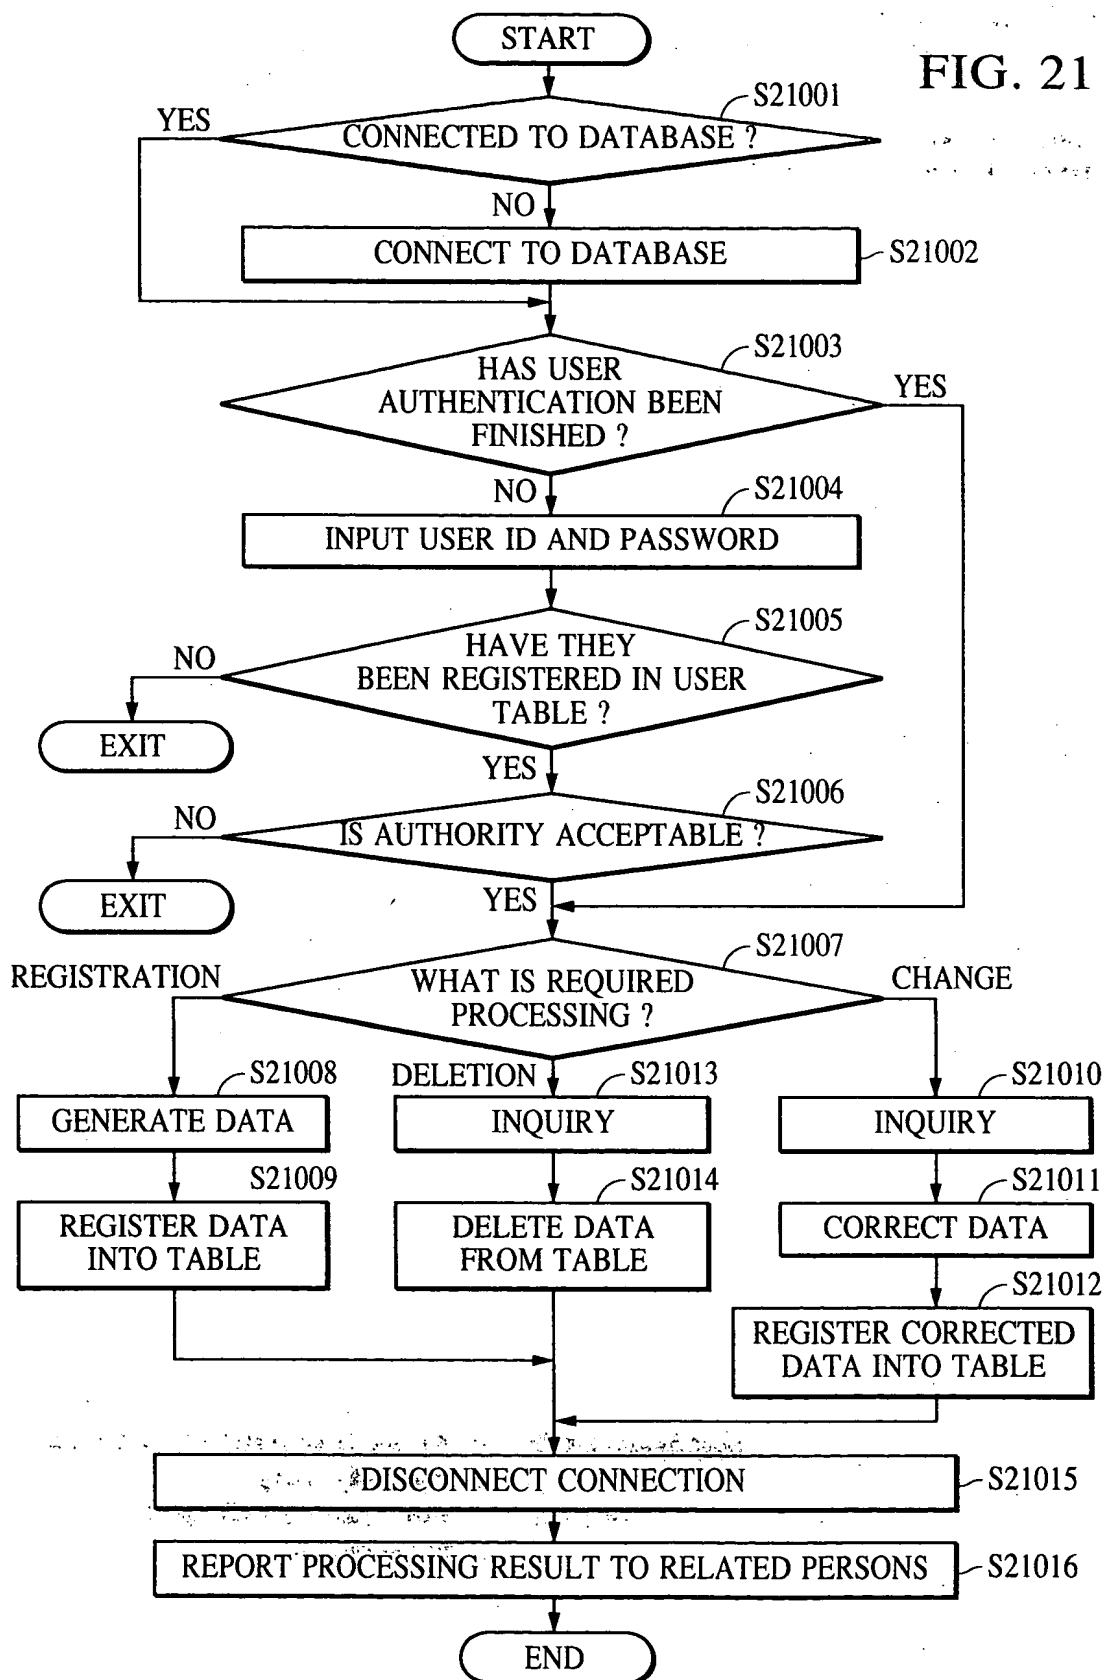 START
FIG. 21
S21001
YES
CONNECTED TO DATABASE ?
NO
CONNECT TO DATABASE
S21002
S21003
HAS USER
AUTHENTICATION BEEN
FINISHED ?
YES
NO
S21004
INPUT USER ID AND PASSWORD
S21005
NO
HAVE THEY
BEEN REGISTERED IN USER
TABLE ?
EXIT
YES
S21006
NO
IS AUTHORITY ACCEPTABLE ?
EXIT
YES
S21007
REGISTRATION
WHAT IS REQUIRED
PROCESSING ?
CHANGE
S21008
DELETION
S21013
S21010
GENERATE DATA
INQUIRY
INQUIRY
S21009
S21014
S21011
REGISTER DATA
INTO TABLE
DELETE DATA
FROM TABLE
CORRECT DATA
S21012
REGISTER CORRECTED
DATA INTO TABLE
DISCONNECT CONNECTION
S21015
REPORT PROCESSING RESULT TO RELATED PERSONS
S21016
END